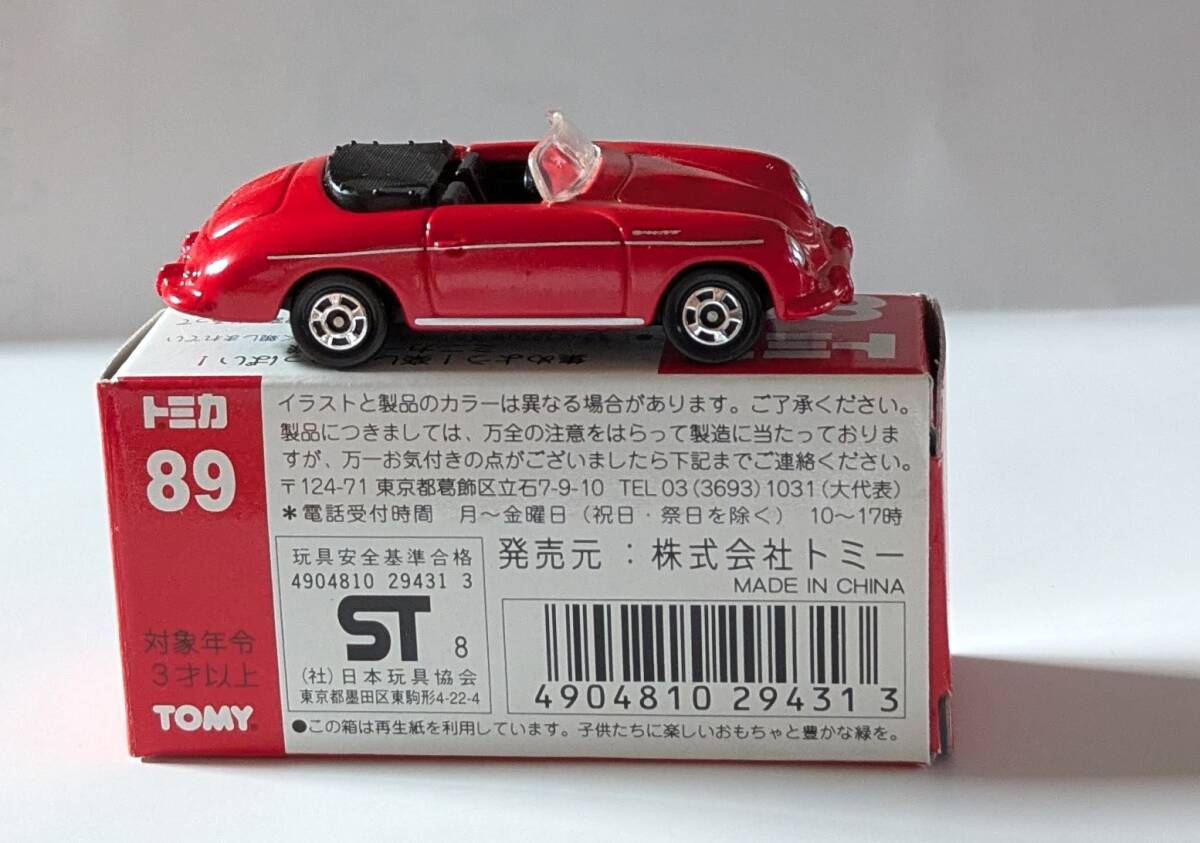 トミカ
89
対象年令
3才以上
TOMY
イラストと製品のカラーは異なる場合があります。ご了承ください。
製品につきましては、万全の注意をはらって製造に当たっておりま
すが、万一お気付きの点がございましたら下記までご連絡ください。
〒124-71 東京都葛飾区立石7-9-10 TEL 03(3693)1031(大代表)
*電話受付時間 月～金曜日(祝日・祭日を除く) 10～17時
玩具安全基準合格
4904810 29431 3
ST 8
(社)日本玩具協会
東京都墨田区東駒形4-22-4
発売元：株式会社トミー
MADE IN CHINA
4904810 294313
●この箱は再生紙を利用しています。子供たちに楽しいおもちゃと豊かな緑を。